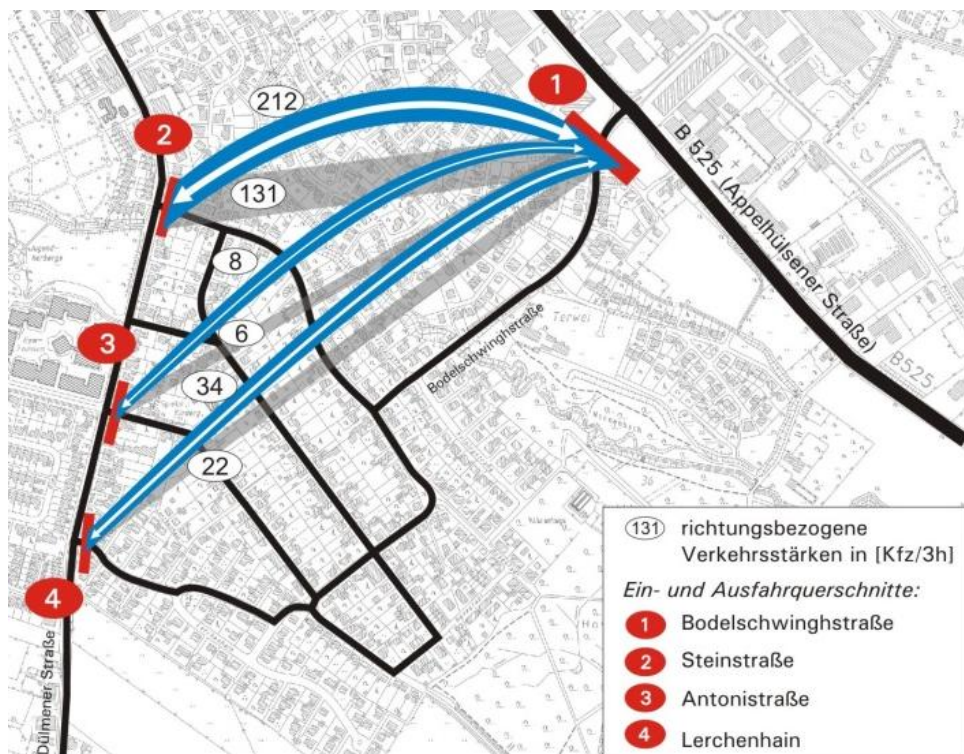 1
212
2
B 525 (Appelhülsener Straße)
131
8
B525
Terwei
6
3
Bodelschwinghstraße
34
22
4
Dülmener Straße
131 richtungsbezogene
Verkehrsstärken in [Kfz/3h]
Ein- und Ausfahrquerschnitte:
1 Bodelschwinghstraße
2 Steinstraße
3 Antonistraße
4 Lerchenhain